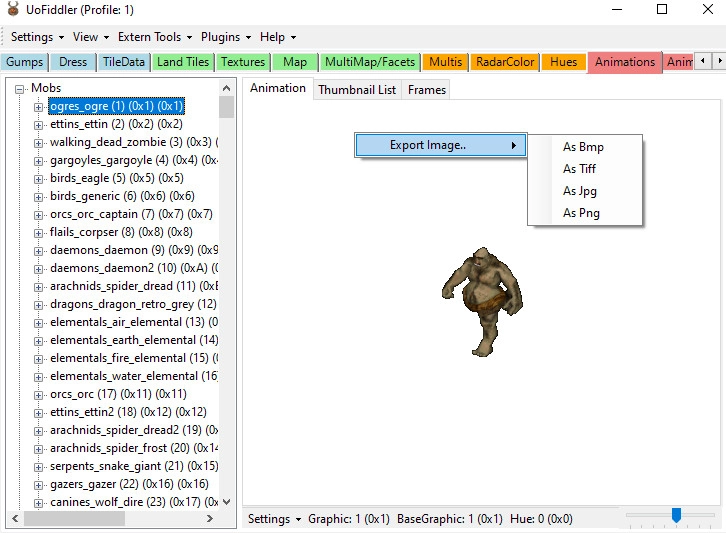 UoFiddler (Profile: 1)
Settings View Extern Tools Plugins Help
Gumps Dress TileData Land Tiles Textures Map MultiMap/Facets Multis RadarColor Hues Animations Anim
Mobs
ogres_ogre (1) (0x1) (0x1)
ettins_ettin (2) (0x2) (0x2)
walking_dead_zombie (3) (0x3) (
gargoyles_gargoyle (4) (0x4) (0x4
birds_eagle (5) (0x5) (0x5)
birds_generic (6) (0x6) (0x6)
orcs_orc_captain (7) (0x7) (0x7)
flails_corpser (8) (0x8) (0x8)
daemons_daemon (9) (0x9) (0x9
daemons_daemon2 (10) (0xA) (0x
arachnids_spider_dread (11) (0xB
dragons_dragon_retro_grey (12)
elementals_air_elemental (13) (0
elementals_earth_elemental (14)
elementals_fire_elemental (15) (0
elementals_water_elemental (16
orcs_orc (17) (0x11) (0x11)
ettins_ettin2 (18) (0x12) (0x12)
arachnids_spider_dread2 (19) (0x
arachnids_spider_frost (20) (0x14
serpents_snake_giant (21) (0x15)
gazers_gazer (22) (0x16) (0x16)
canines_wolf_dire (23) (0x17) (0x
Animation Thumbnail List Frames
Export Image..
As Bmp
As Tiff
As Jpg
As Png
Settings Graphic: 1 (0x1) BaseGraphic: 1 (0x1) Hue: 0 (0x0)